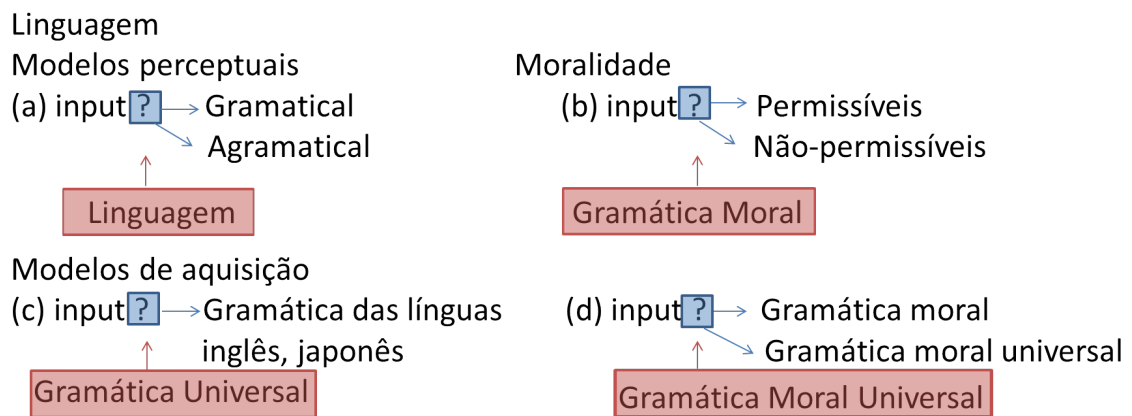 Linguagem
Modelos perceptuais
(a) input ? Gramatical
Agramatical
Linguagem
Moralidade
(b) input ? Permissíveis
Não-permissíveis
Gramática Moral
Modelos de aquisição
(c) input ? Gramática das línguas
inglês, japonês
Gramática Universal
(d) input ? Gramática moral
Gramática moral universal
Gramática Moral Universal